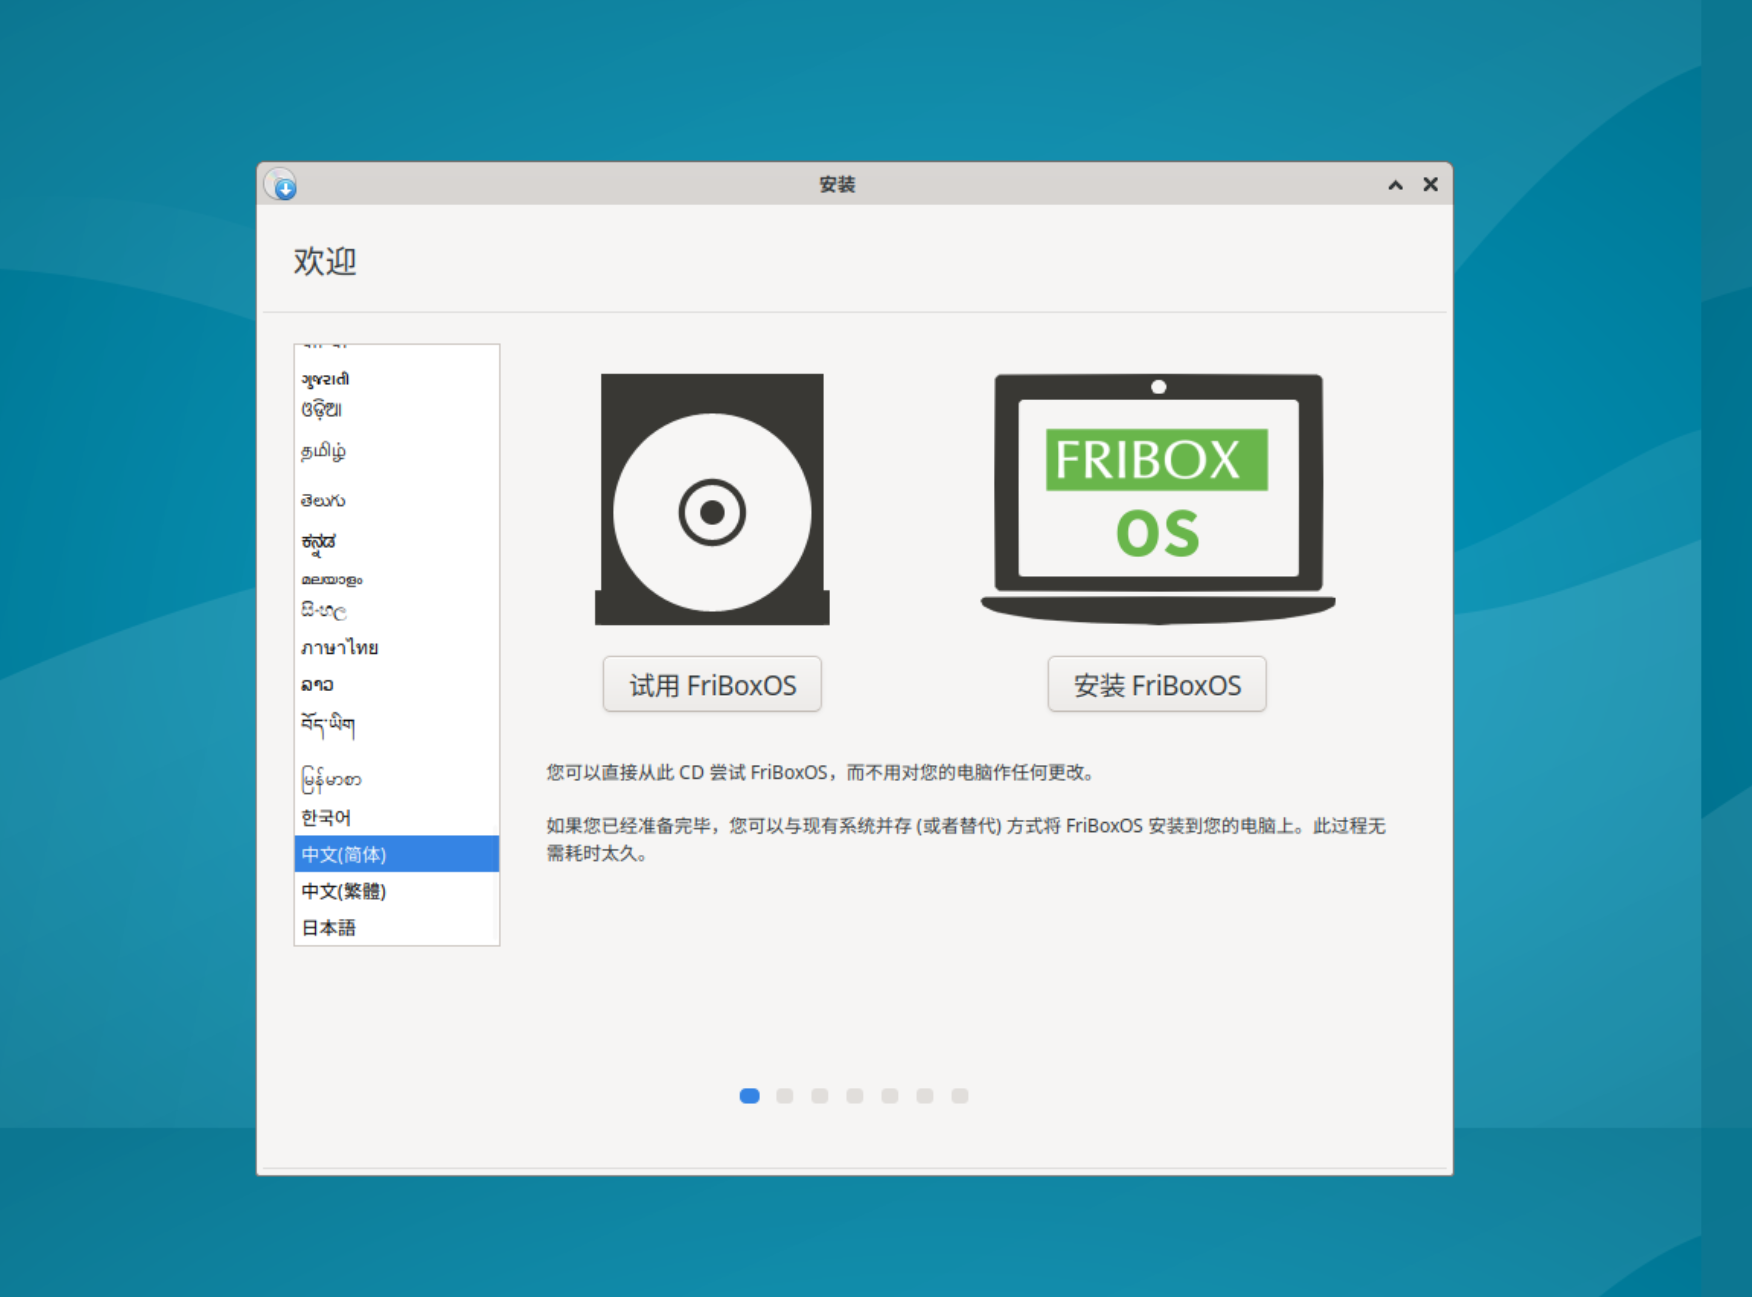 安装
欢迎
ગુજરાતી
ଓଡ଼ିଆ
தமிழ்
తెలుగు
ಕನ್ನಡ
മലയാളം
සිංහල
ภาษาไทย
ລາວ
བོད་ཡིག
မြန်မာစာ
한국어
中文(简体)
中文(繁體)
日本語
FRIBOX
OS
试用 FriBoxOS
安装 FriBoxOS
您可以直接从此 CD 尝试 FriBoxOS，而不用对您的电脑作任何更改。
如果您已经准备完毕，您可以与现有系统并存 (或者替代) 方式将 FriBoxOS 安装到您的电脑上。此过程无
需耗时太久。